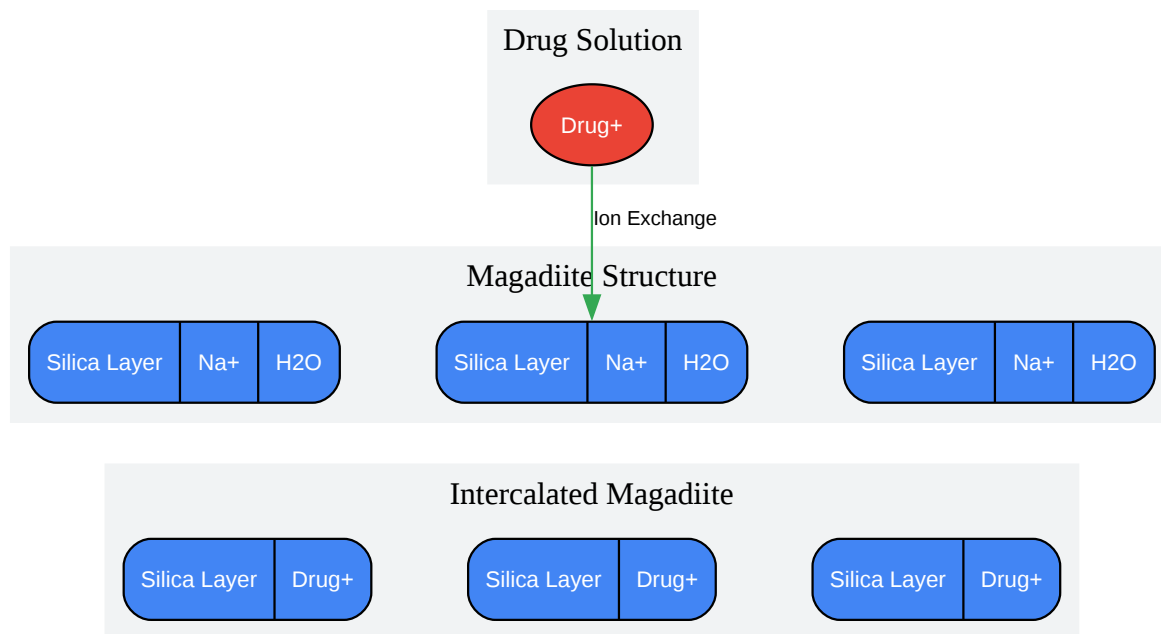 Drug Solution
Drug+
Ion Exchange
Magadiite Structure
Silica Layer Na+ H2O Silica Layer Na+ H2O Silica Layer Na+ H2O
Intercalated Magadiite
Silica Layer Drug+ Silica Layer Drug+ Silica Layer Drug+